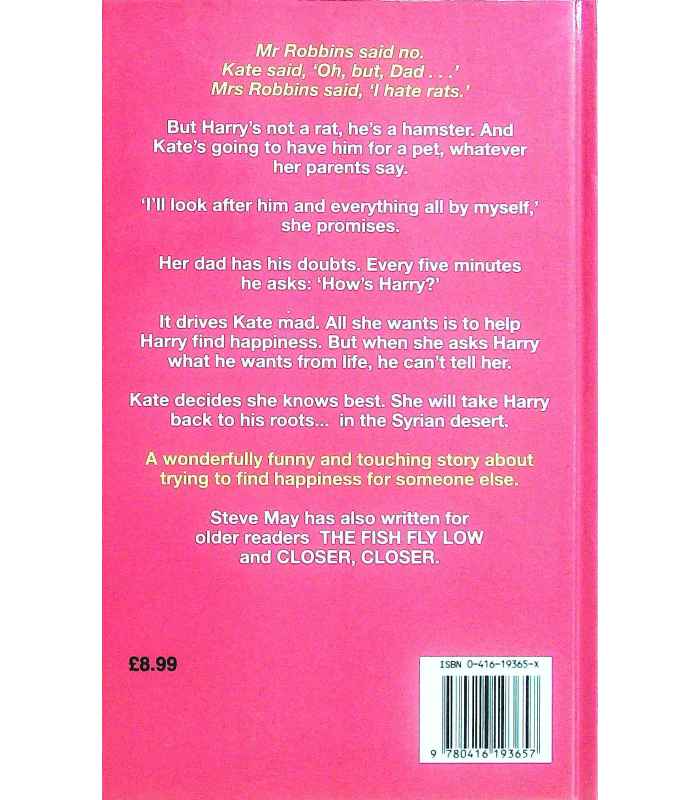 Mr Robbins said no.
Kate said, ‘Oh, but, Dad . . .’
Mrs Robbins said, ‘I hate rats.’
But Harry’s not a rat, he’s a hamster. And
Kate’s going to have him for a pet, whatever
her parents say.
‘I’ll look after him and everything all by myself,’
she promises.
Her dad has his doubts. Every five minutes
he asks: ‘How’s Harry?’
It drives Kate mad. All she wants is to help
Harry find happiness. But when she asks Harry
what he wants from life, he can’t tell her.
Kate decides she knows best. She will take Harry
back to his roots... in the Syrian desert.
A wonderfully funny and touching story about
trying to find happiness for someone else.
Steve May has also written for
older readers THE FISH FLY LOW
and CLOSER, CLOSER.
£8.99
ISBN 0-416-19365-X
9 780416 193657